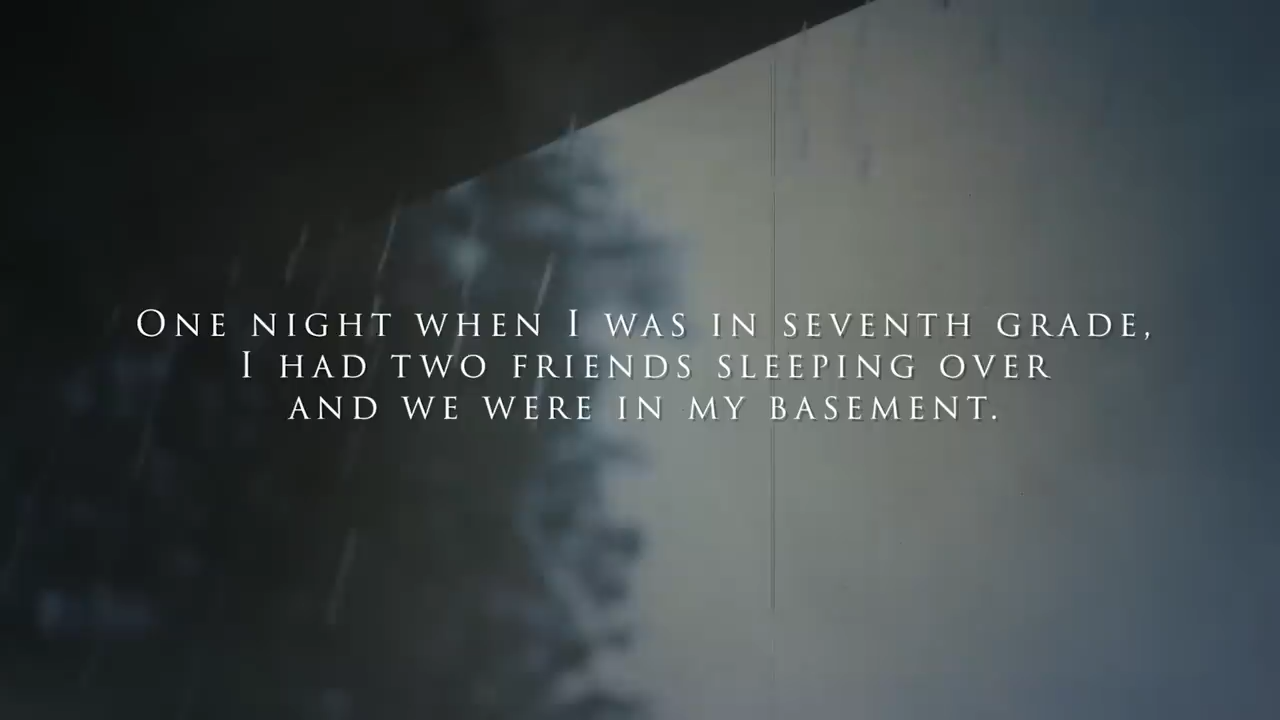 One night when I was in seventh grade,
I had two friends sleeping over
and we were in my basement.